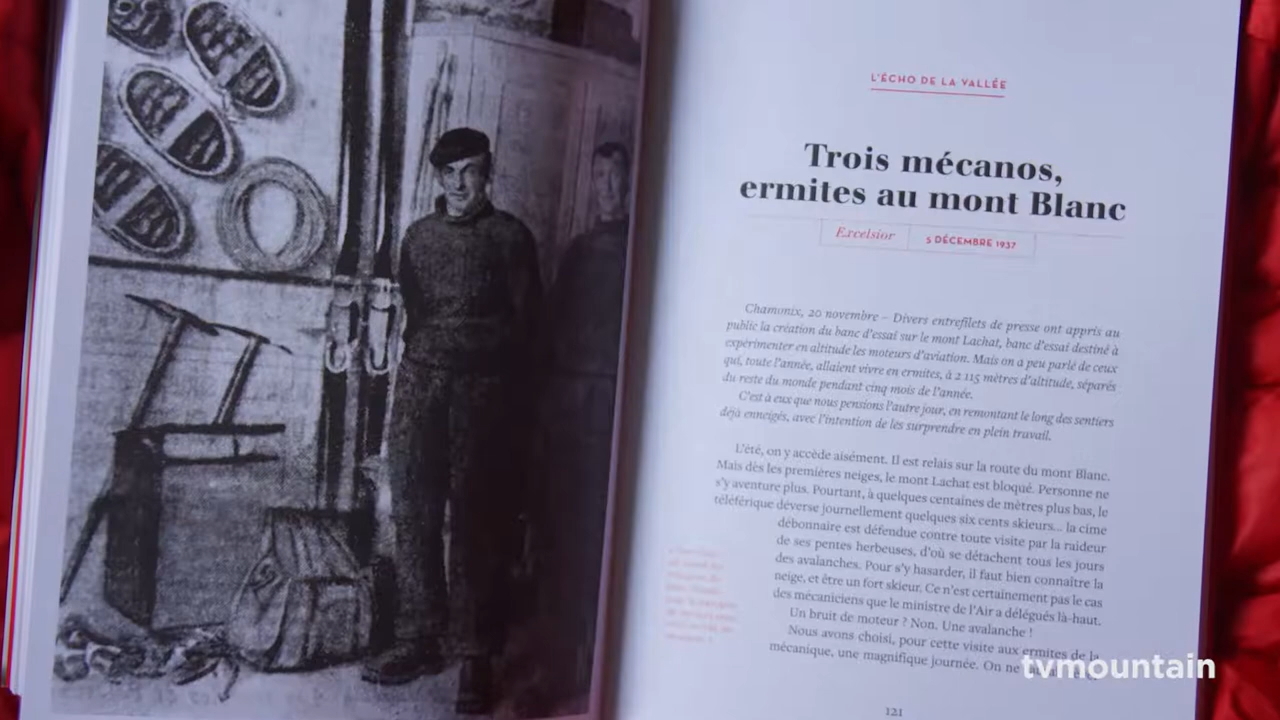 L'ÉCHO DE LA VALLÉE
Trois mécanos,
ermites au mont Blanc
Excelsior
5 DÉCEMBRE 1937
Chamonix, 20 novembre – Divers entrefilets de presse ont appris au
public la création du banc d'essai sur le mont Lachat, banc d'essai destiné à
expérimenter en altitude les moteurs d'aviation. Mais on a peu parlé de ceux
qui, toute l'année, allaient vivre en ermites, à 2 115 mètres d'altitude, séparés
du reste du monde pendant cinq mois de l'année.
C'est à eux que nous pensions l'autre jour, en remontant le long des sentiers
déjà enneigés, avec l'intention de les surprendre en plein travail.
L'été, on y accède aisément. Il est relais sur la route du mont Blanc.
Mais dès les premières neiges, le mont Lachat est bloqué. Personne ne
s'y aventure plus. Pourtant, à quelques centaines de mètres plus bas, le
téléférique déverse journellement quelques six cents skieurs... la cime
débonnaire est défendue contre toute visite par la raideur
de ses pentes herbeuses, d'où se détachent tous les jours
des avalanches. Pour s'y hasarder, il faut bien connaître la
neige, et être un fort skieur. Ce n'est certainement pas le cas
des mécaniciens que le ministre de l'Air a délégués là-haut.
Un bruit de moteur ? Non. Une avalanche !
Nous avons choisi, pour cette visite aux ermites de la
mécanique, une magnifique journée. On ne
tvmountain
121